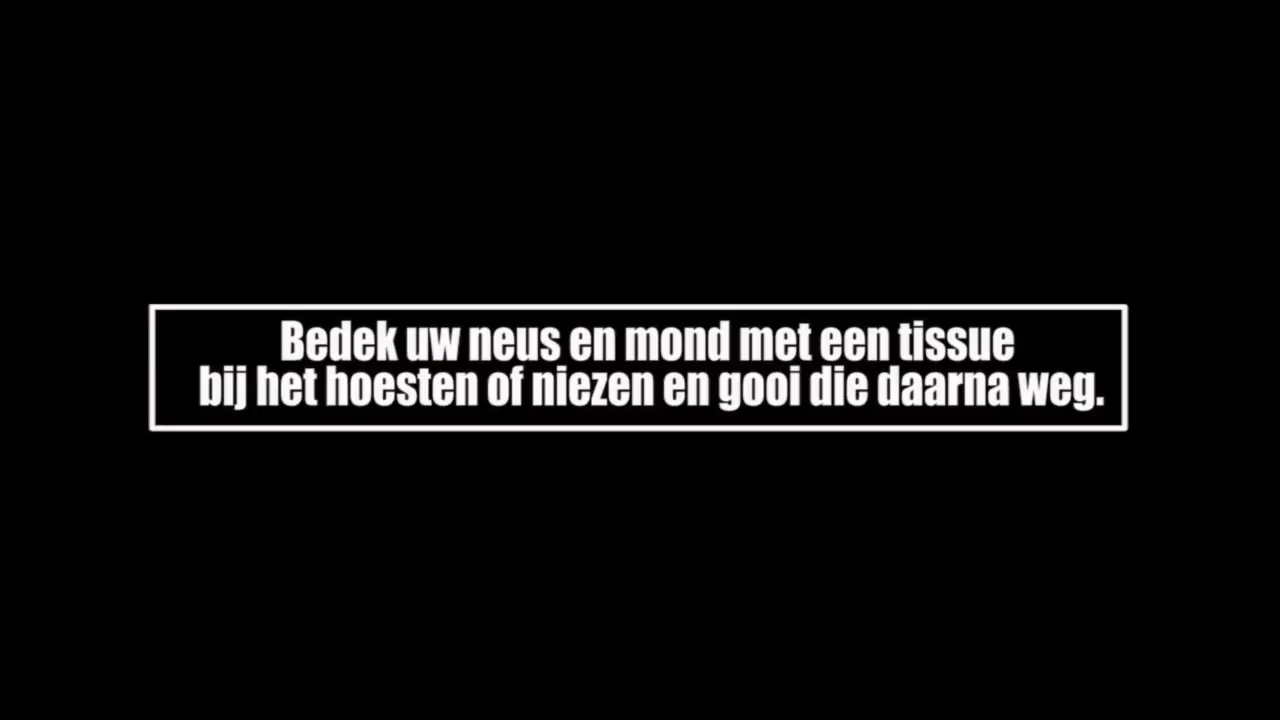 Bedek uw neus en mond met een tissue
bij het hoesten of niezen en gooi die daarna weg.